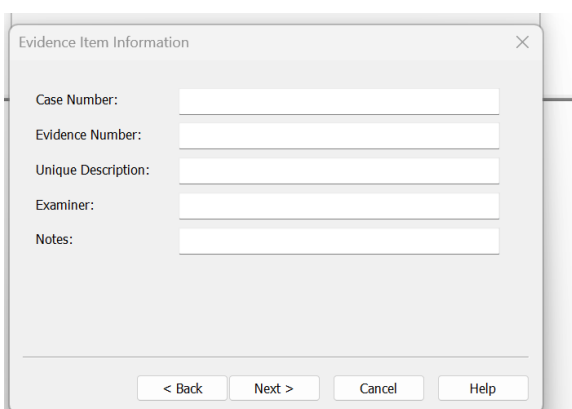 Evidence Item Information
Case Number:
Evidence Number:
Unique Description:
Examiner:
Notes:
< Back Next > Cancel Help